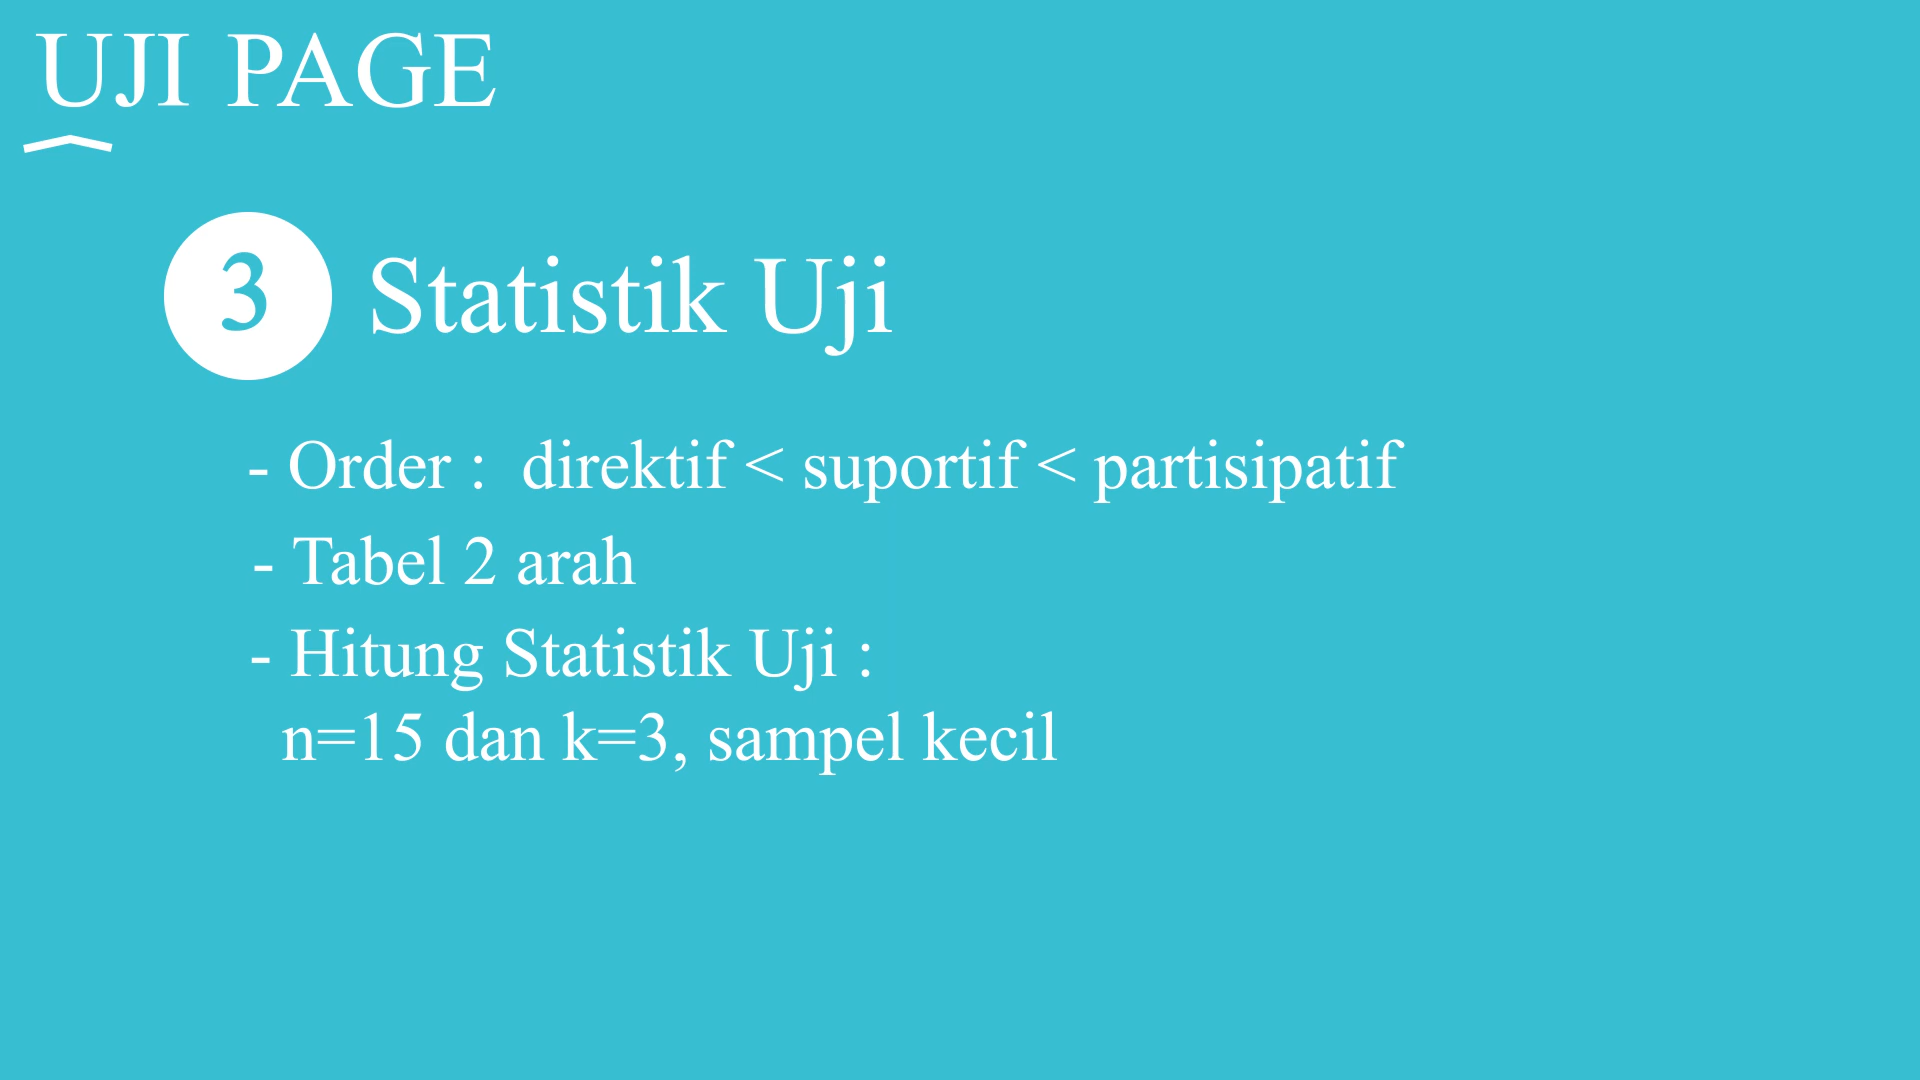 UJI PAGE
3 Statistik Uji
- Order : direktif < suportif < partisipatif
- Tabel 2 arah
- Hitung Statistik Uji :
n=15 dan k=3, sampel kecil